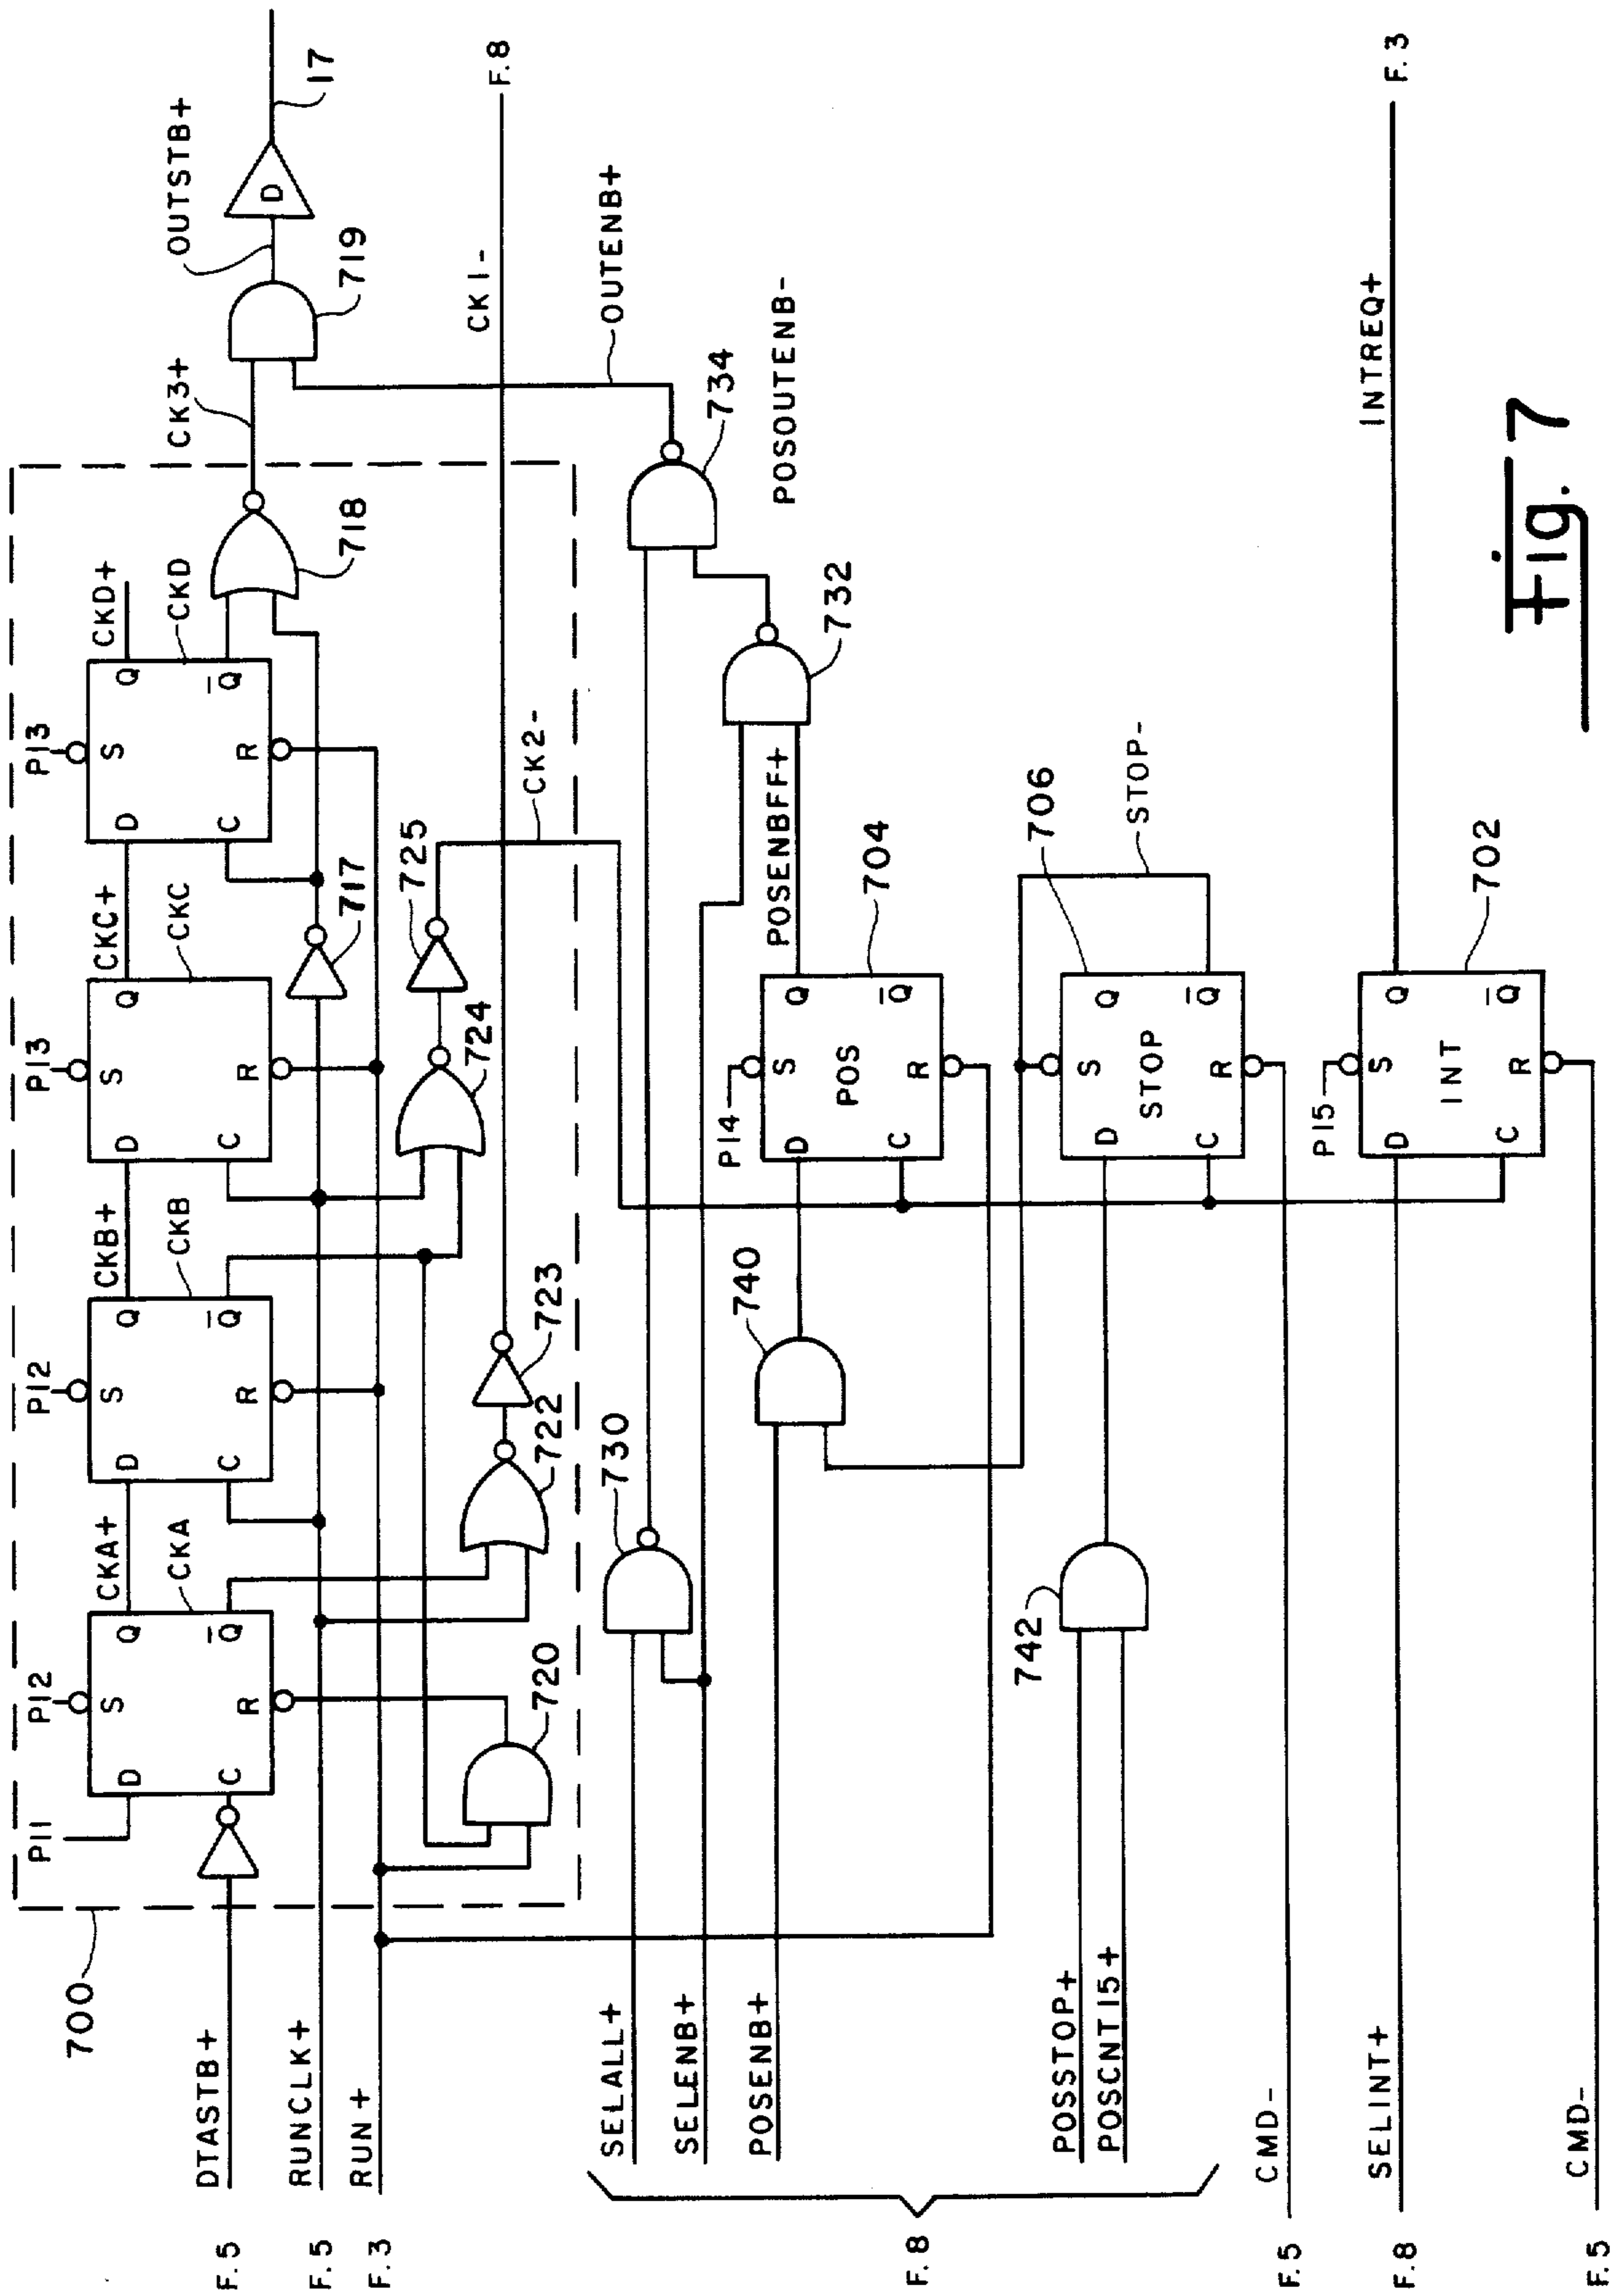 700
P11
P12
P12
P13
P13
D
S
Q
C
R
Q̅
CKA+
CKA
D
S
Q
C
R
Q̅
CKB+
CKB
D
S
Q
C
R
Q̅
CKC+
CKC
D
S
Q
C
R
Q̅
CKD+
CKD
F.5 DTASTB+
F.5 RUNCLK+
F.3 RUN+
717
718
CK3+
719
OUTSTB+
D
17
720
722
723
724
725
CK1-
F.8
CK2-
F.8
SELALL+
SELENB+
POSENB+
POSSTOP+
POSCNT15+
730
732
734
OUTENB+
POSOUTENB-
740
742
P14
D
S
Q
POS
C
R
Q̅
POSENBFF+
704
D
S
Q
STOP
C
R
Q̅
706
STOP-
F.5 CMD-
F.8 SELINT+
P15
D
S
Q
INT
C
R
Q̅
702
INTREQ+
F.3
F.5 CMD-
Fig. 7